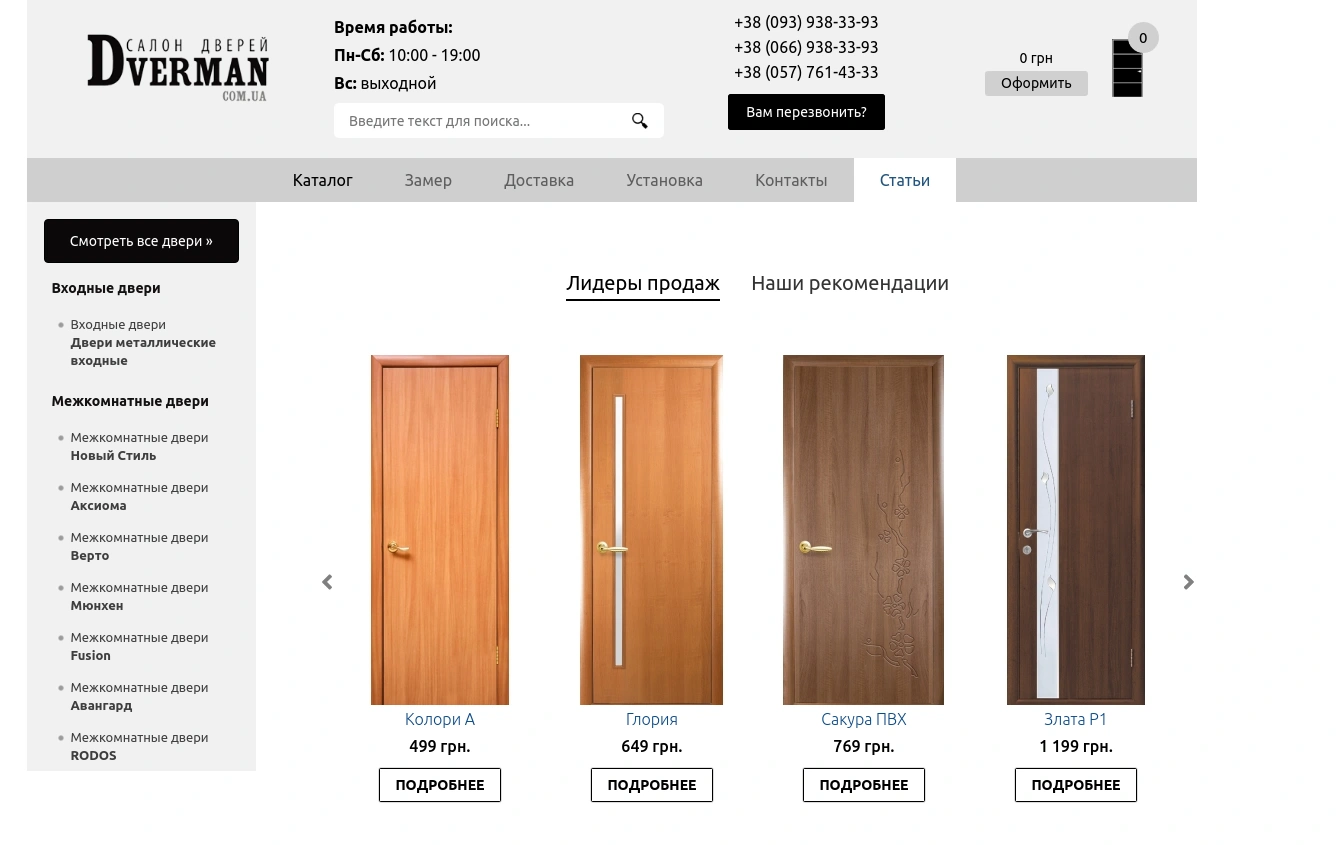 САЛОН ДВЕРЕЙ
DVERMAN
COM.UA
Время работы:
Пн-Сб: 10:00 - 19:00
Вс: выходной
Введите текст для поиска...
+38 (093) 938-33-93
+38 (066) 938-33-93
+38 (057) 761-43-33
Вам перезвонить?
0 грн
Оформить
0
Каталог Замер Доставка Установка Контакты Статьи
Смотреть все двери »
Входные двери
Входные двери
Двери металлические
входные
Межкомнатные двери
Межкомнатные двери
Новый Стиль
Межкомнатные двери
Аксиома
Межкомнатные двери
Верто
Межкомнатные двери
Мюнхен
Межкомнатные двери
Fusion
Межкомнатные двери
Авангард
Межкомнатные двери
RODOS
Лидеры продаж Наши рекомендации
Колори А Глория Сакура ПВХ Злата Р1
499 грн. 649 грн. 769 грн. 1 199 грн.
ПОДРОБНЕЕ ПОДРОБНЕЕ ПОДРОБНЕЕ ПОДРОБНЕЕ